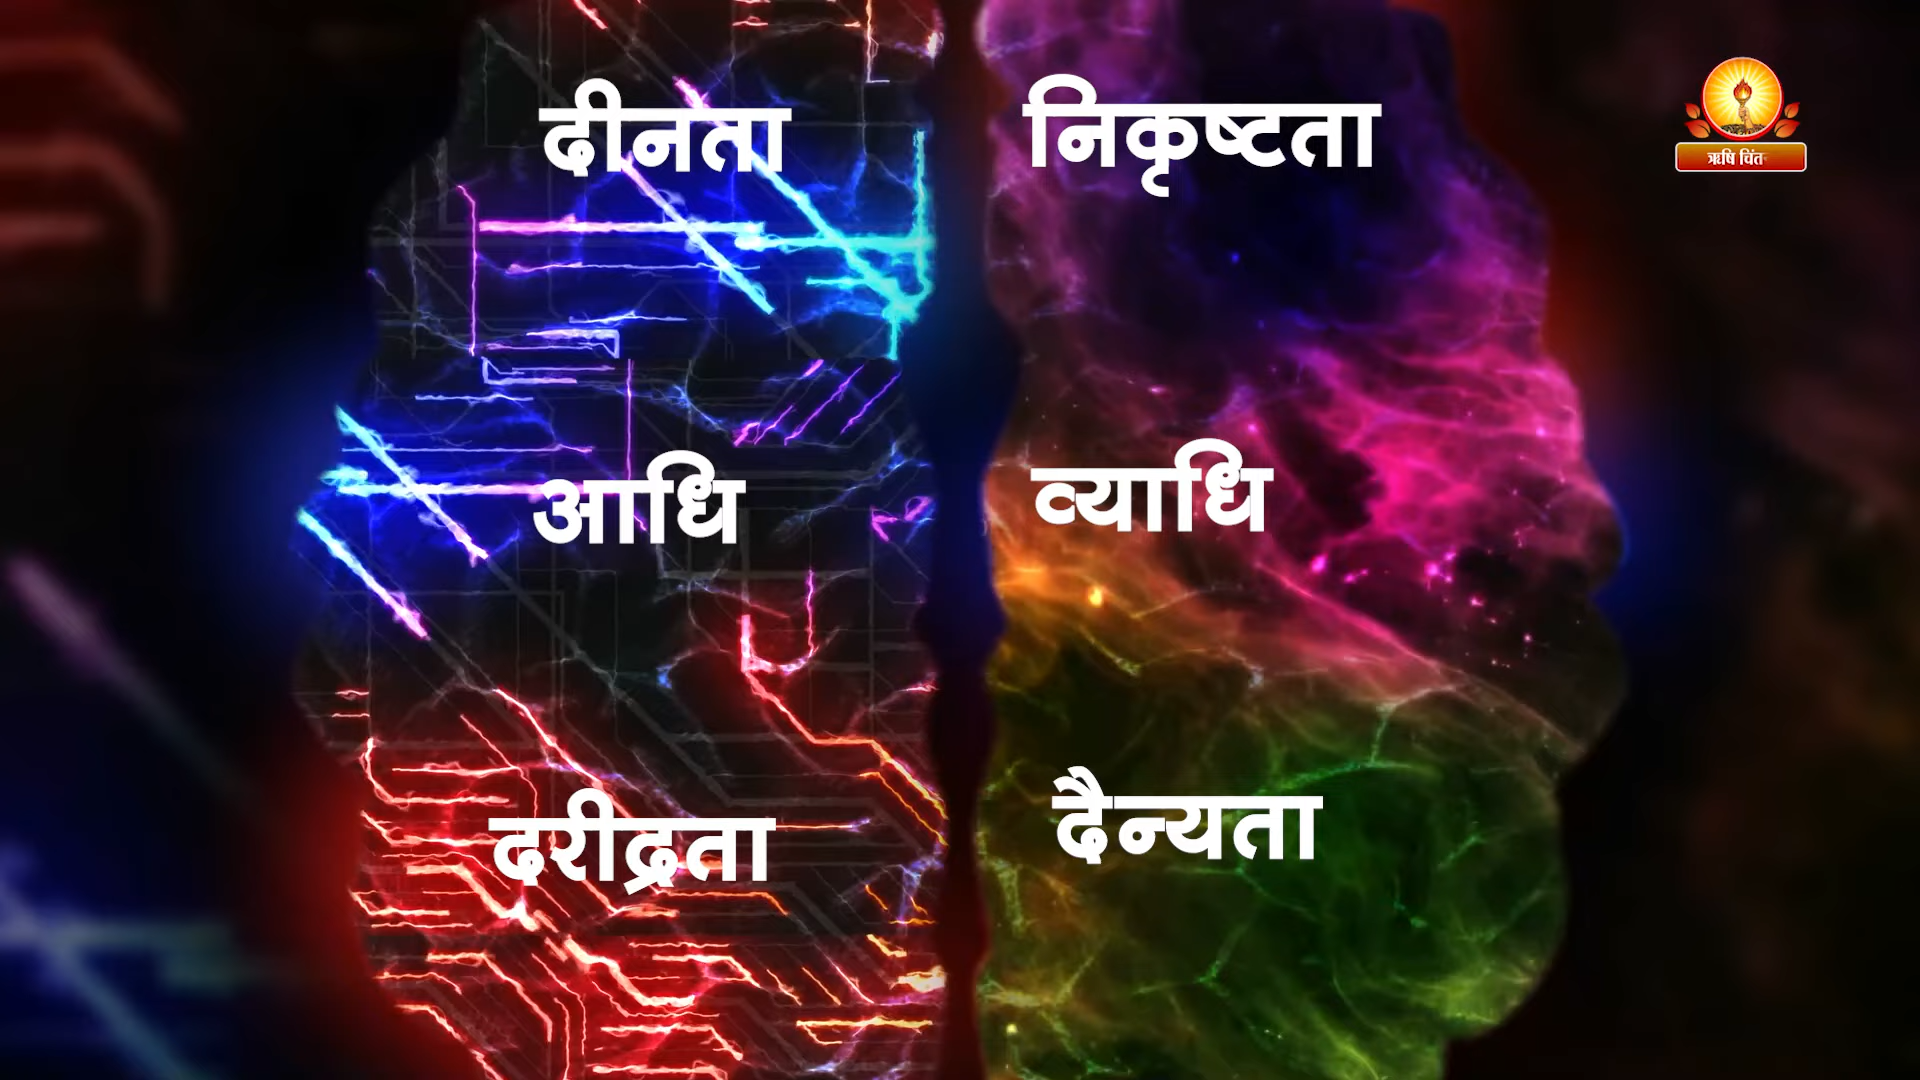 दीनता निकृष्टता
ऋषि चिंत
आधि व्याधि
दरीद्रता दैन्यता